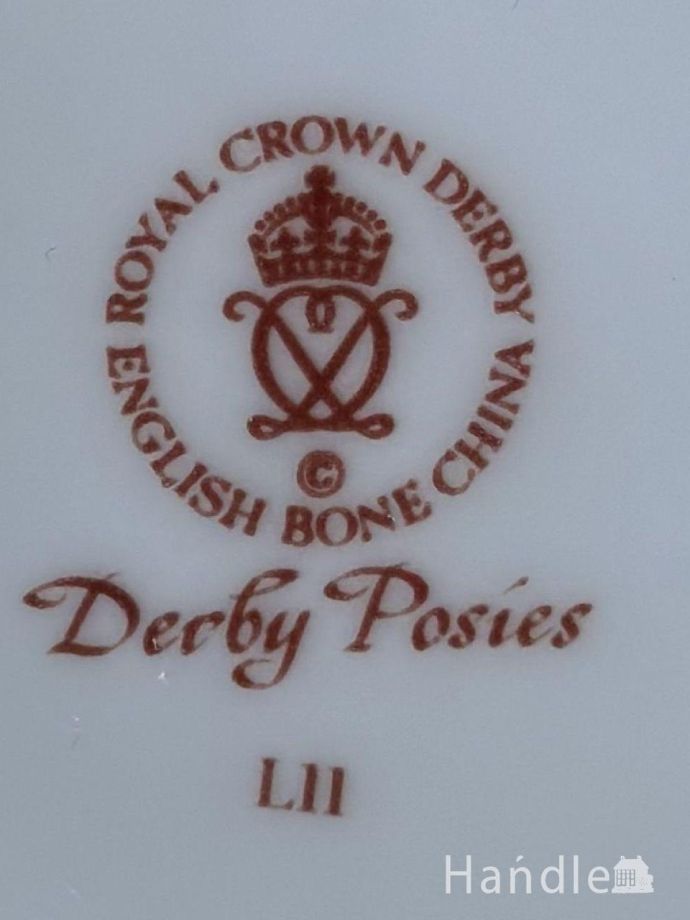 ROYAL CROWN DERBY
©
ENGLISH BONE CHINA
Derby Posies
LII
Handle